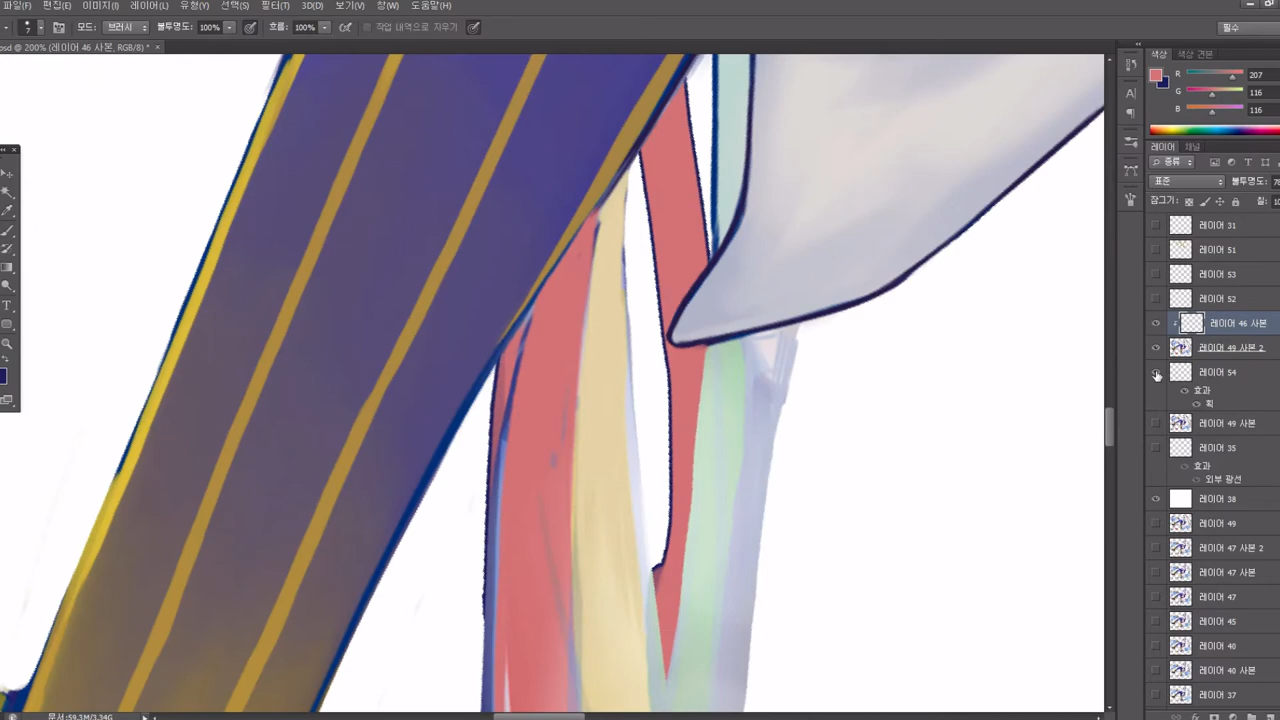 파일(F) 편집(E) 이미지(I) 레이어(L) 유형(Y) 선택(S) 필터(T) 3D(D) 보기(V) 창(W) 도움말(H)
7 모드: 브러시 불투명도: 100% 흐름: 100% 작업 내역으로 지우기 필수
psd @ 200% (레이어 46 사본, RGB/8) * ×
색상 색상 견본
R 207
G 116
B 116
레이어 채널
종류
표준 불투명도: 78
잠그기: 칠: 10
레이어 31
레이어 51
레이어 53
레이어 52
레이어 46 사본
레이어 49 사본 2
레이어 54
효과
획
레이어 49 사본
레이어 35
효과
외부 광선
레이어 38
레이어 49
레이어 47 사본 2
레이어 47 사본
레이어 47
레이어 45
레이어 40
레이어 40 사본
레이어 37
문서:59.3M/3.34G